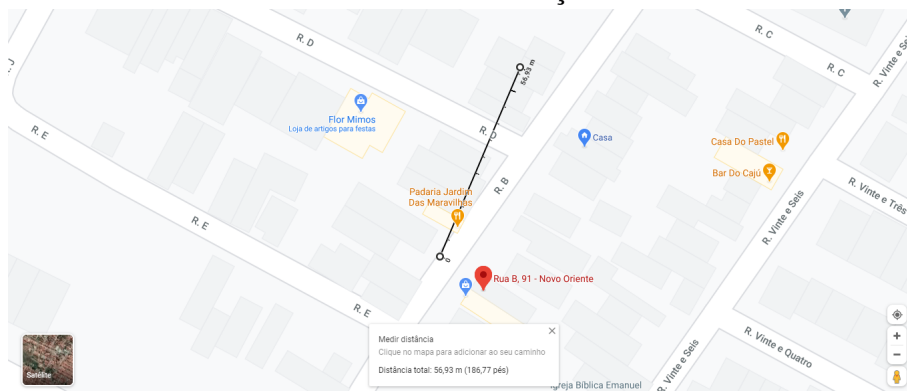 R. D
R. C
R. C
R. Vinte e Seis
56,93 m
Flor Mimos
Loja de artigos para festas
R. E
R. D
Casa
Casa Do Pastel
Bar Do Cajú
R. B
Padaria Jardim
Das Maravilhas
R. Vinte e Três
R. E
R. Vinte e Seis
0
Rua B, 91 - Novo Oriente
R. E
Medir distância
Clique no mapa para adicionar ao seu caminho
Distância total: 56,93 m (186,77 pés)
R. Vinte e Seis
R. Vinte e Quatro
Satélite
Igreja Bíblica Emanuel